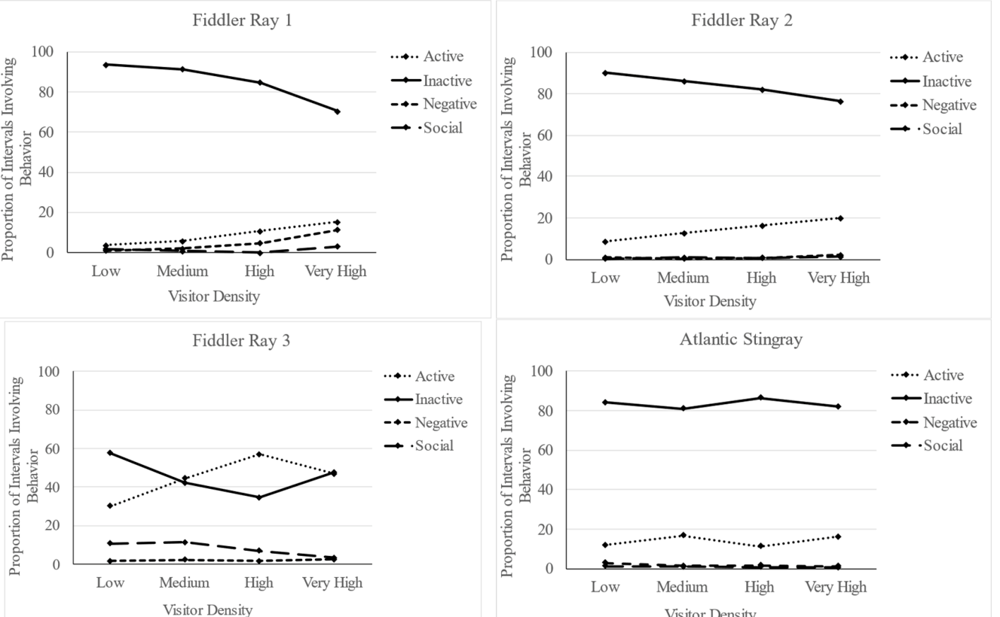 Fiddler Ray 1
Proportion of Intervals Involving
Behavior
100
80
60
40
20
0
Low Medium High Very High
Visitor Density
Active
Inactive
Negative
Social
Fiddler Ray 2
Proportion of Intervals Involving
Behavior
100
80
60
40
20
0
Low Medium High Very High
Visitor Density
Active
Inactive
Negative
Social
Fiddler Ray 3
Proportion of Intervals Involving
Behavior
100
80
60
40
20
0
Low Medium High Very High
Visitor Density
Active
Inactive
Negative
Social
Atlantic Stingray
Proportion of Intervals Involving
Behavior
100
80
60
40
20
0
Low Medium High Very High
Visitor Density
Active
Inactive
Negative
Social